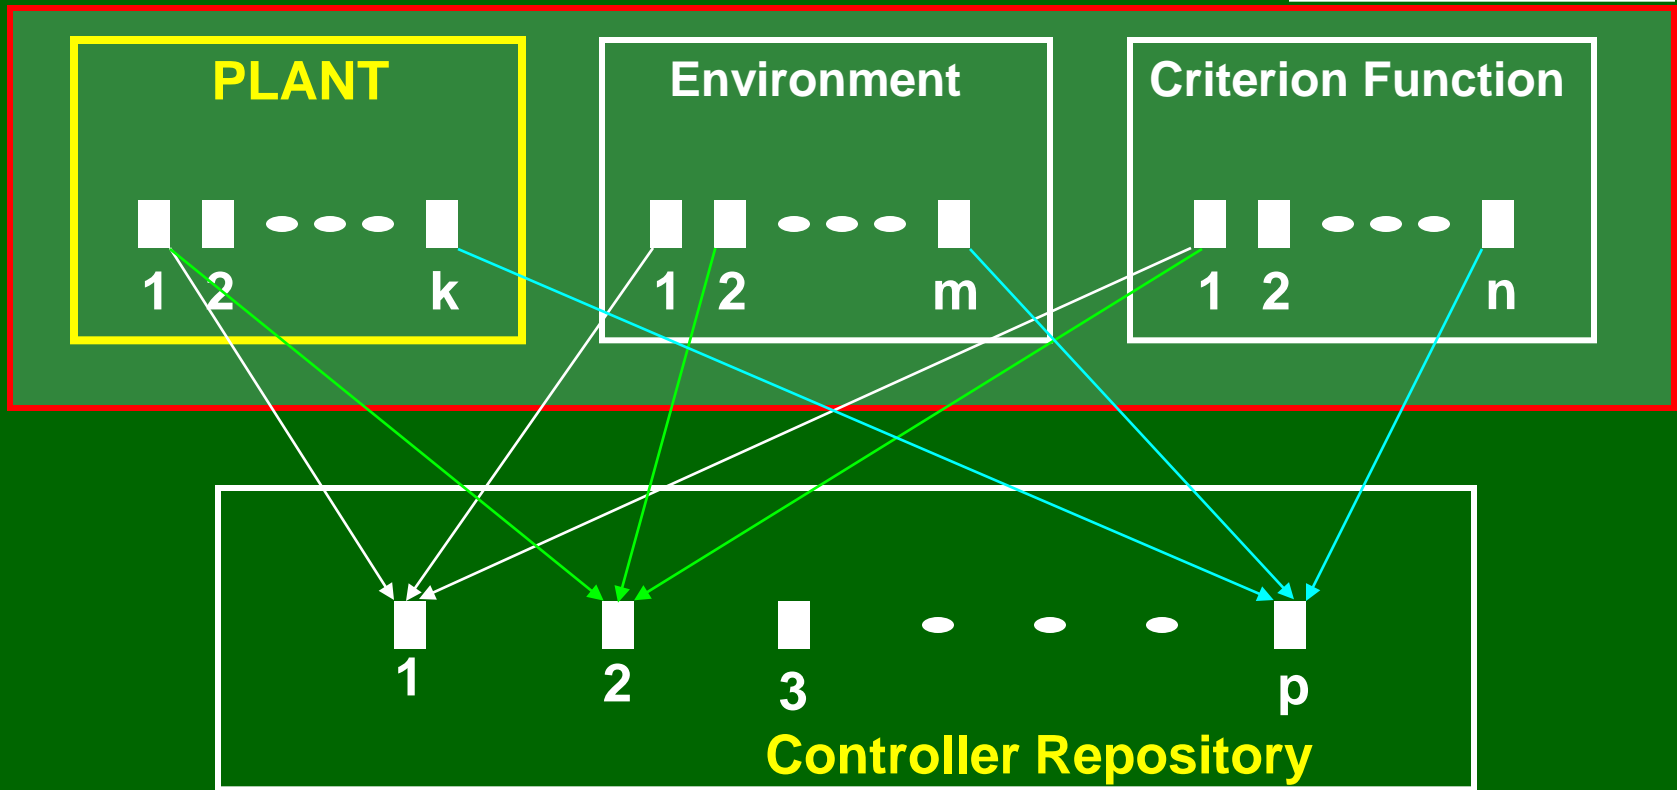 PLANT
1 2 k
Environment
1 2 m
Criterion Function
1 2 n
1 2 3 p
Controller Repository